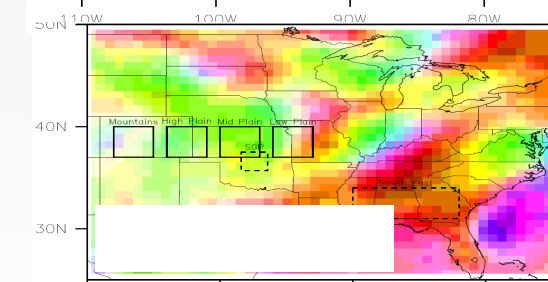 50N
110W 100W 90W 80W
Mountains High Plain Mid Plain Low Plain
40N
SGP
South East
30N